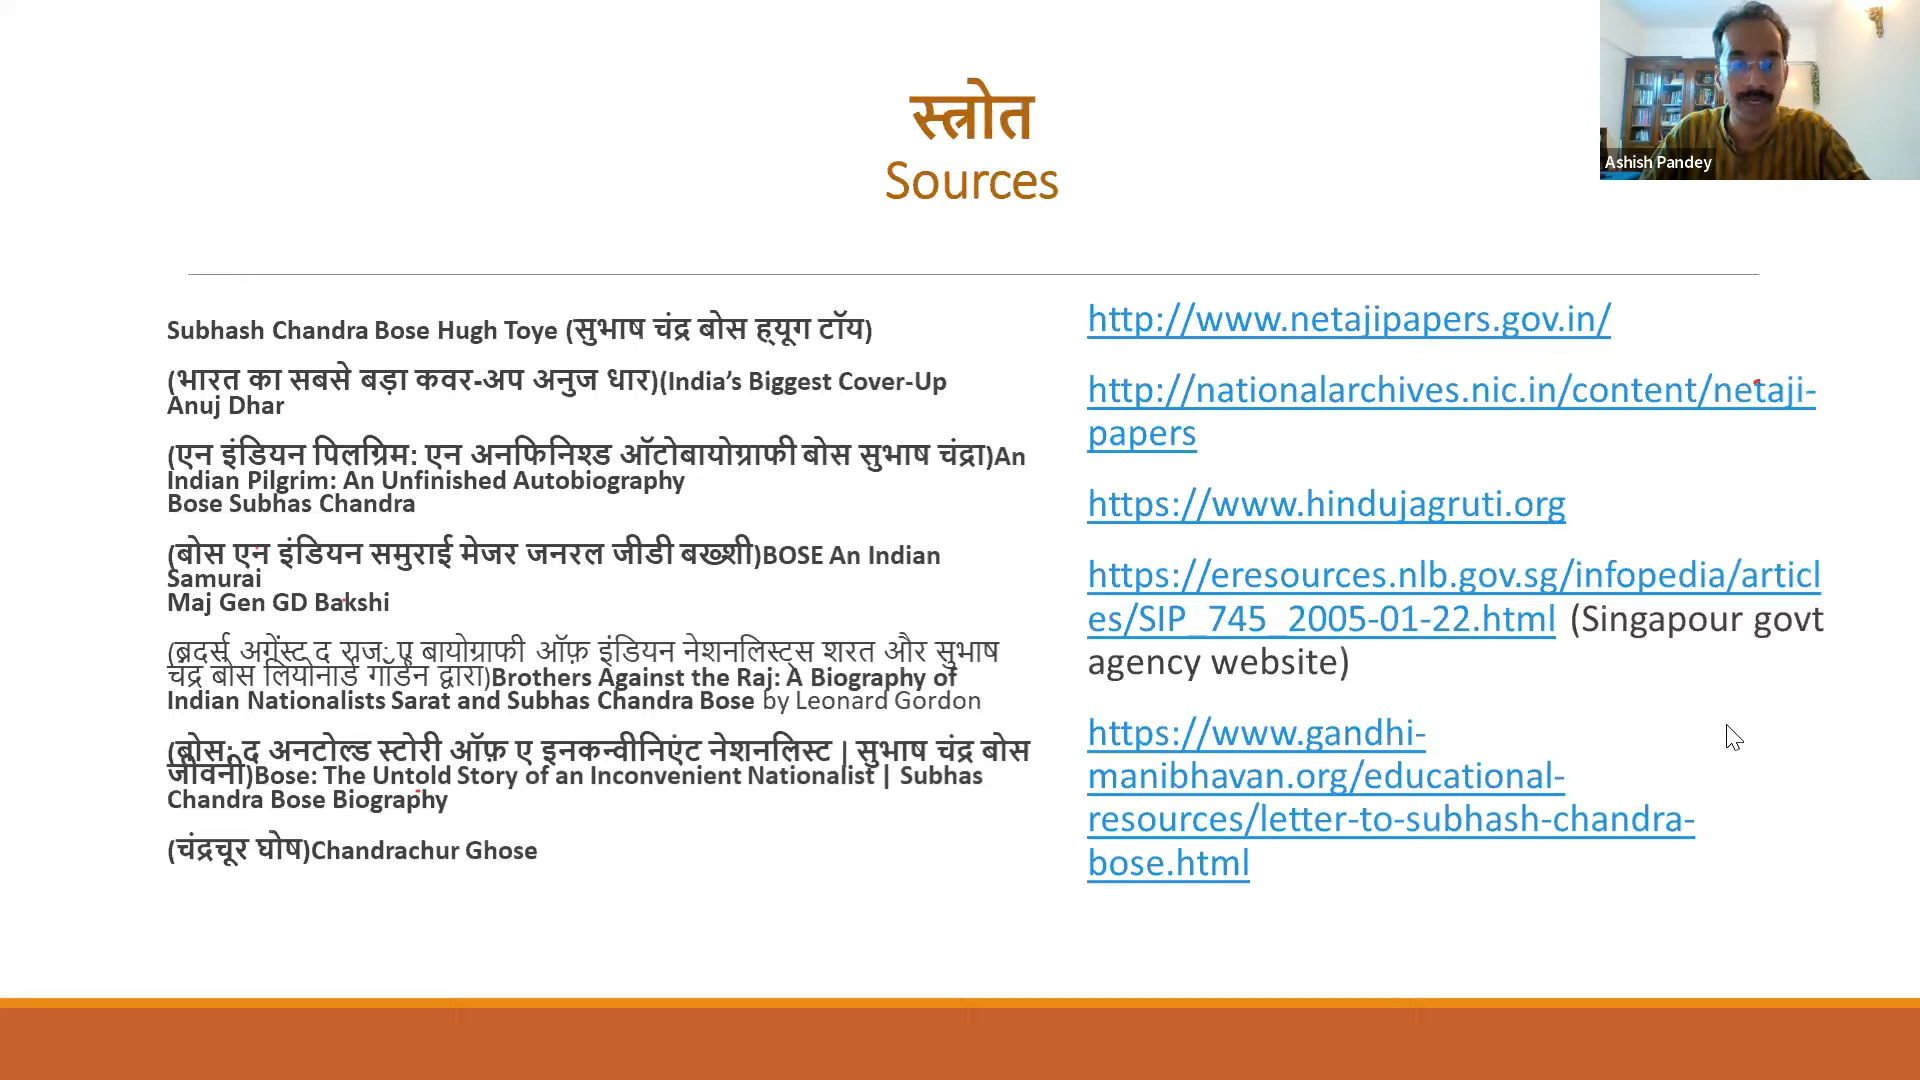 स्त्रोत
Sources
Ashish Pandey
Subhash Chandra Bose Hugh Toye (सुभाष चंद्र बोस ह्यूग टॉय)
(भारत का सबसे बड़ा कवर-अप अनुज धार)(India’s Biggest Cover-Up
Anuj Dhar
(एन इंडियन पिलग्रिम: एन अनफिनिश्ड ऑटोबायोग्राफी बोस सुभाष चंद्रा)An
Indian Pilgrim: An Unfinished Autobiography
Bose Subhas Chandra
(बोस एन इंडियन समुराई मेजर जनरल जीडी बख्शी)BOSE An Indian
Samurai
Maj Gen GD Bakshi
(ब्रदर्स अगेंस्ट द राज: ए बायोग्राफी ऑफ़ इंडियन नेशनलिस्ट्स शरत और सुभाष
चंद्र बोस लियोनार्ड गॉर्डन द्वारा)Brothers Against the Raj: A Biography of
Indian Nationalists Sarat and Subhas Chandra Bose by Leonard Gordon
(बोस: द अनटोल्ड स्टोरी ऑफ़ ए इनकन्वीनिएंट नेशनलिस्ट | सुभाष चंद्र बोस
जीवनी)Bose: The Untold Story of an Inconvenient Nationalist | Subhas
Chandra Bose Biography
(चंद्रचूर घोष)Chandrachur Ghose
http://www.netajipapers.gov.in/
http://nationalarchives.nic.in/content/netaji-
papers
https://www.hindujagruti.org
https://eresources.nlb.gov.sg/infopedia/articl
es/SIP_745_2005-01-22.html (Singapour govt
agency website)
https://www.gandhi-
manibhavan.org/educational-
resources/letter-to-subhash-chandra-
bose.html